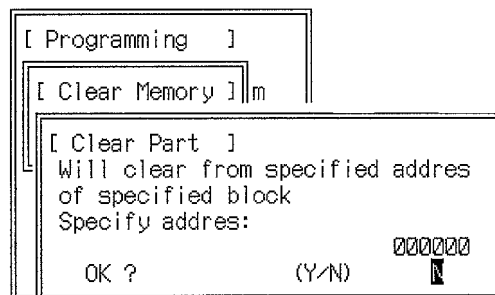 [ Programming ]
[ Clear Memory ] m
[ Clear Part ]
Will clear from specified addres
of specified block
Specify addres:
000000
OK ? (Y/N) N